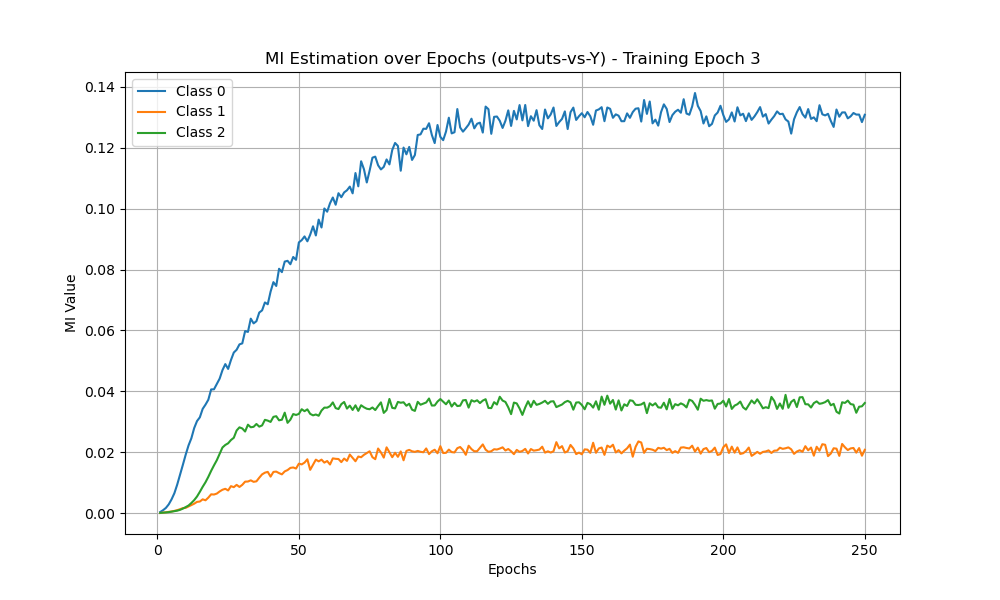 MI Estimation over Epochs (outputs-vs-Y) - Training Epoch 3
Class 0
Class 1
Class 2
MI Value
0.14
0.12
0.10
0.08
0.06
0.04
0.02
0.00
0 50 100 150 200 250
Epochs